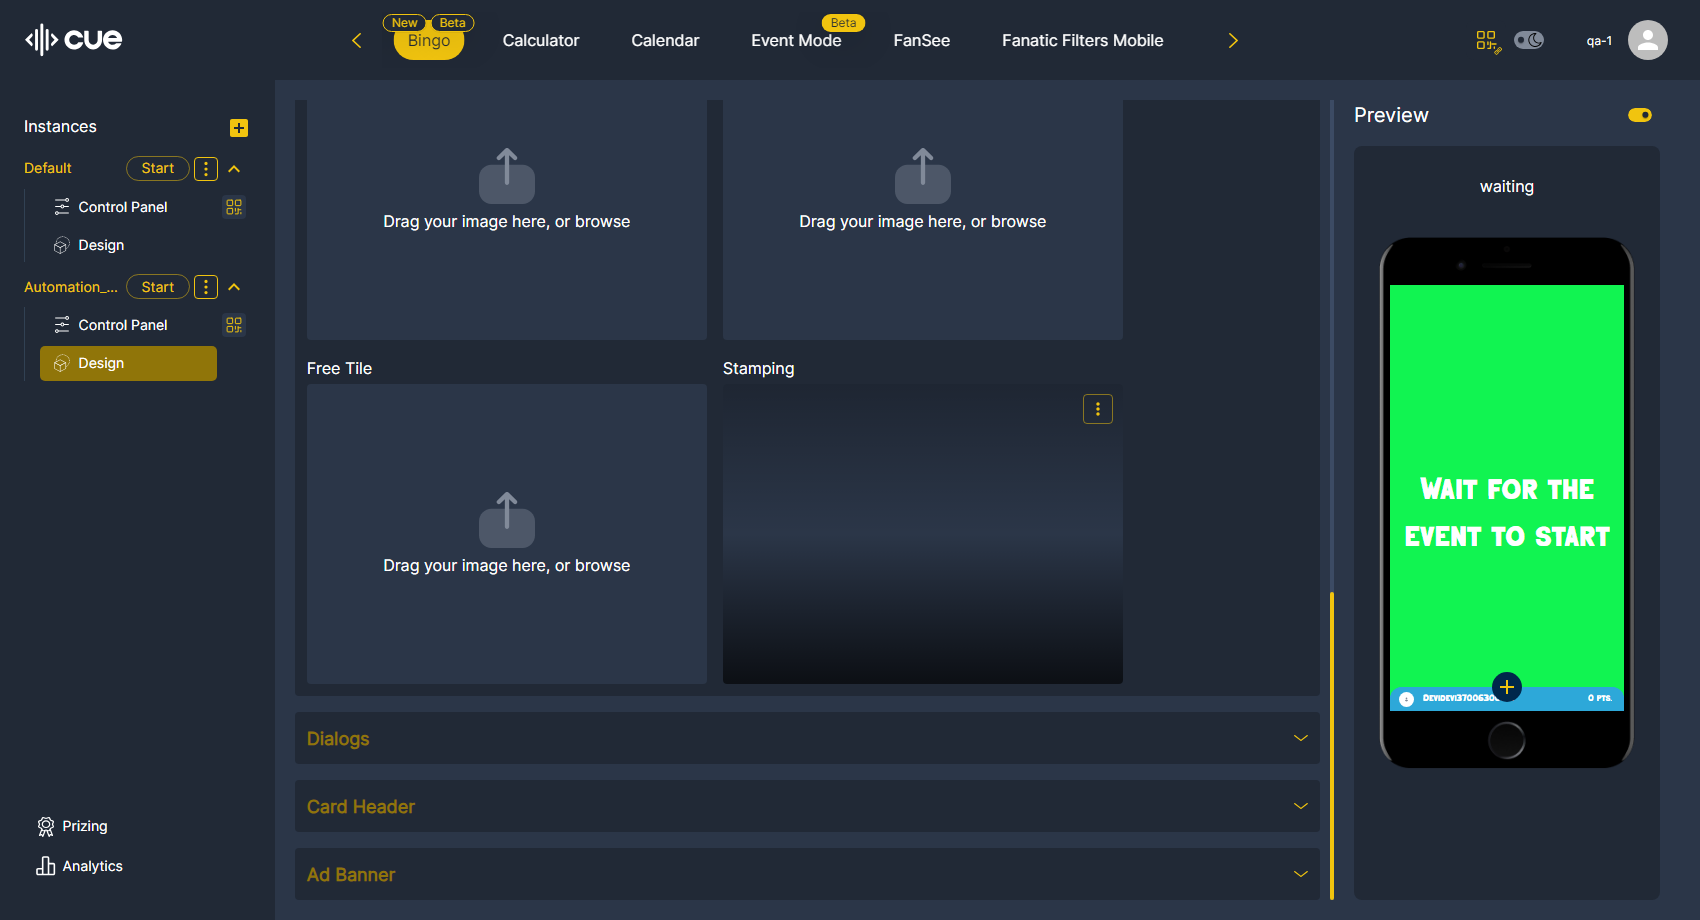 cue
New
Beta
Bingo
Calculator
Calendar
Beta
Event Mode
FanSee
Fanatic Filters Mobile
qa-1
Instances
Default
Start
Control Panel
Design
Automation_...
Start
Control Panel
Design
Prizing
Analytics
Drag your image here, or browse
Drag your image here, or browse
Free Tile
Stamping
Drag your image here, or browse
Dialogs
Card Header
Ad Banner
Preview
waiting
WAIT FOR THE
EVENT TO START
0 PTS.